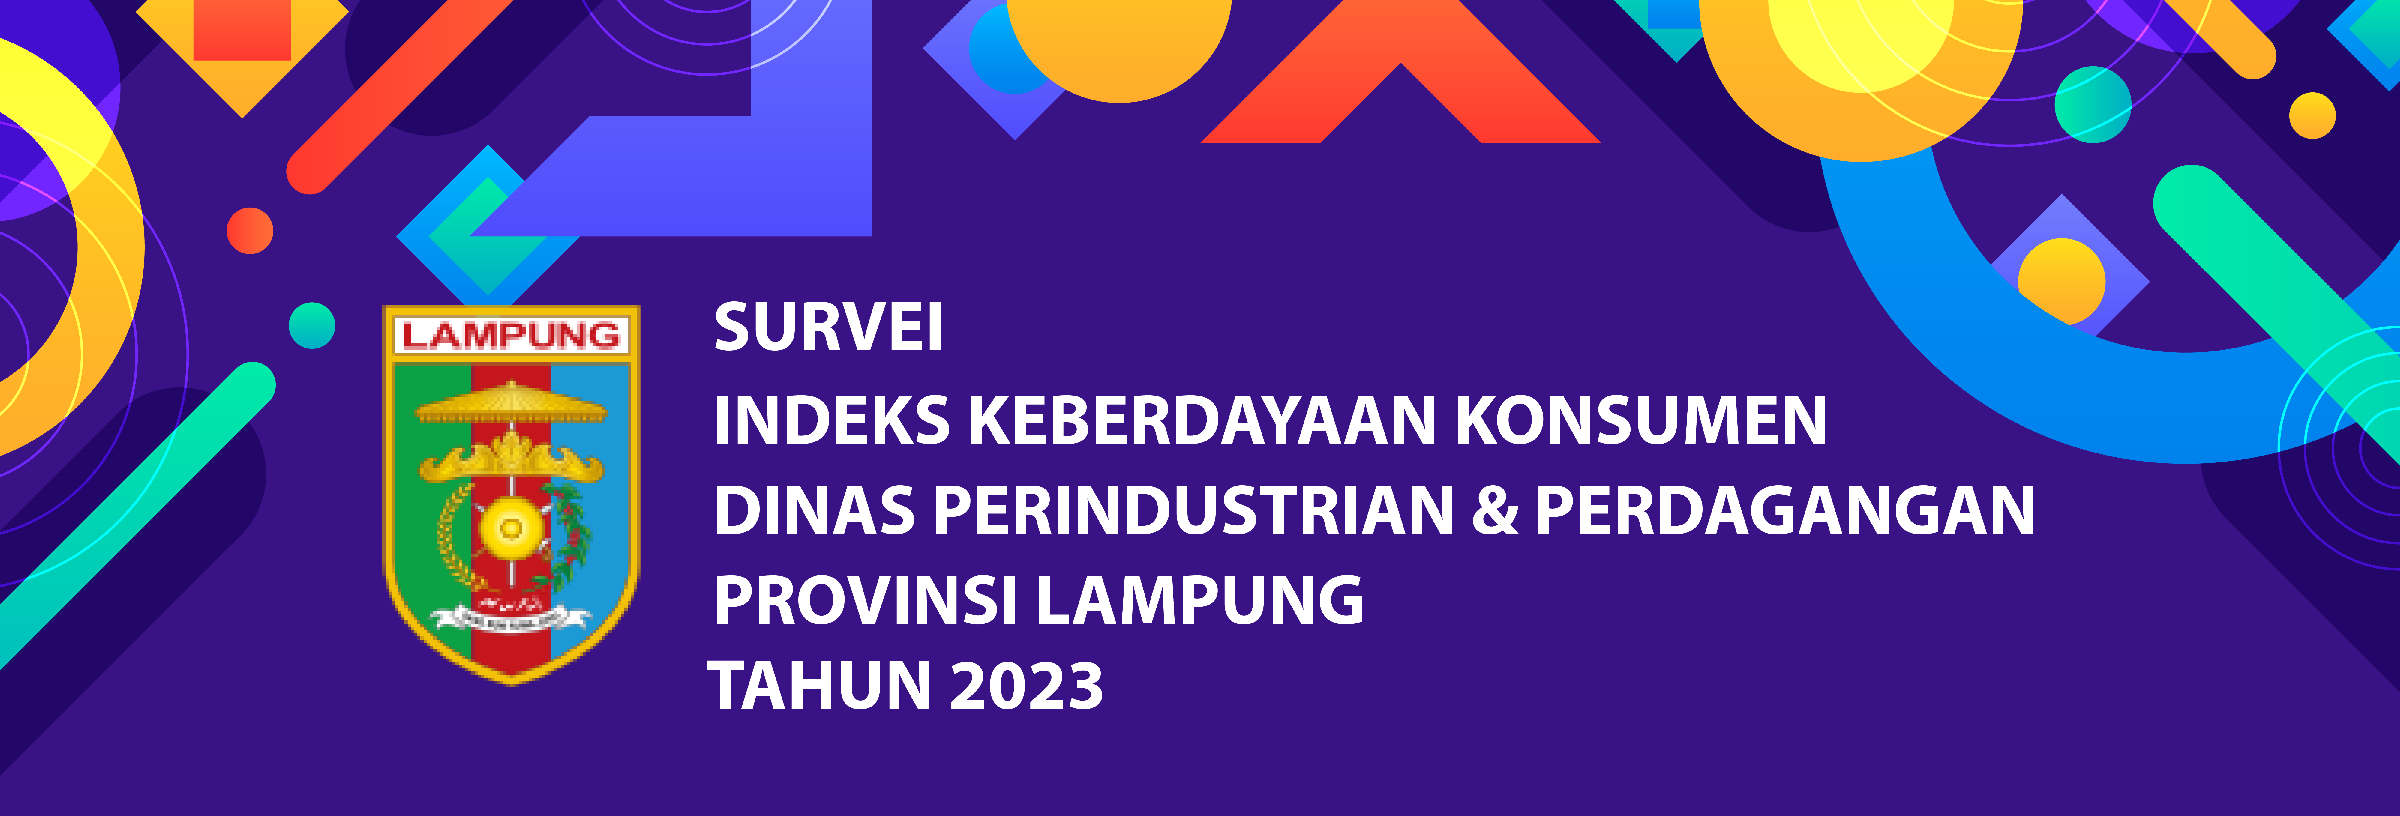 LAMPUNG
SURVEI
INDEKS KEBERDAYAAN KONSUMEN
DINAS PERINDUSTRIAN & PERDAGANGAN
PROVINSI LAMPUNG
TAHUN 2023